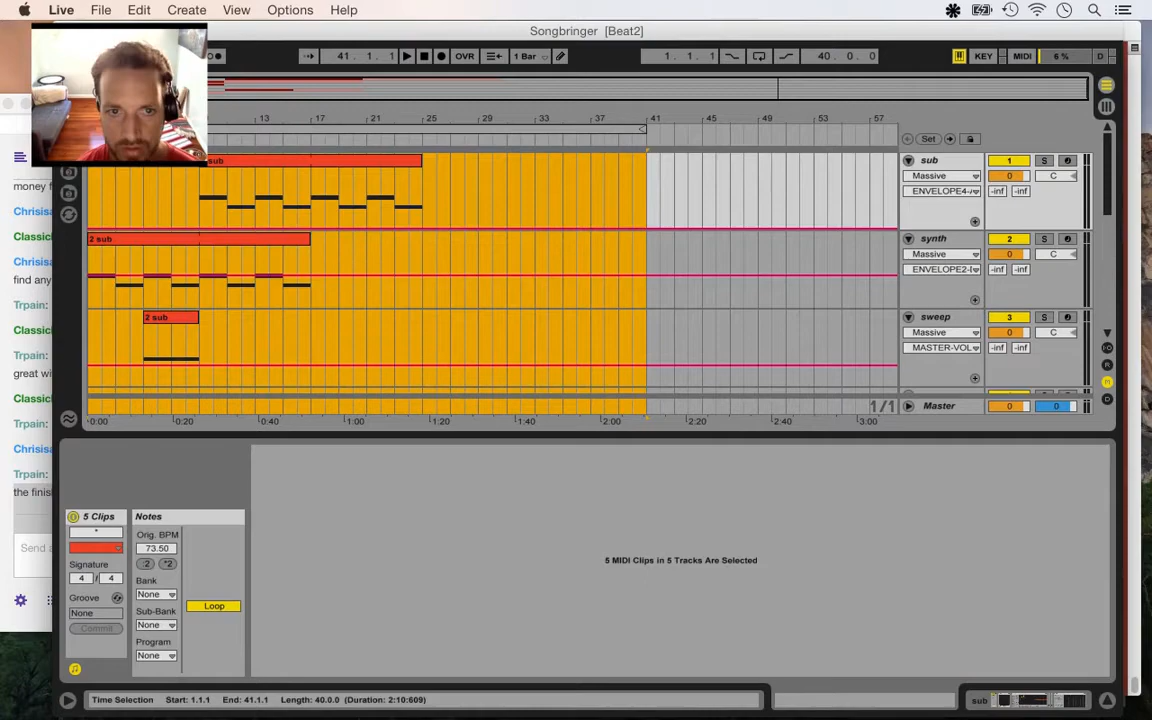 Live File Edit Create View Options Help
Songbringer [Beat2]
41. 1. 1 OVR 1 Bar 1. 1. 1 40. 0. 0 KEY MIDI 6 % D
13 17 21 25 29 33 37 41 45 49 53 57
Set
sub
sub 1 S
Massive 0 C
ENVELOPE4-A -inf -inf
2 sub
synth 2 S
Massive 0 C
ENVELOPE2-D -inf -inf
2 sub
sweep 3 S
Massive 0 C
MASTER-VOL -inf -inf
1/1 Master 0 0
0:00 0:20 0:40 1:00 1:20 1:40 2:00 2:20 2:40 3:00
money f
Chrisisa
Classic
Chrisisa
find any
Trpain:
Classic
Trpain:
great wi
Classic
Trpain:
Chrisisa
Trpain:
the finis
Send a
5 Clips
Signature
4 / 4
Groove
None
Commit
Notes
Orig. BPM
73.50
:2 *2
Bank
None
Sub-Bank
None
Program
None
Loop
5 MIDI Clips in 5 Tracks Are Selected
Time Selection Start: 1.1.1 End: 41.1.1 Length: 40.0.0 (Duration: 2:10:609)
sub